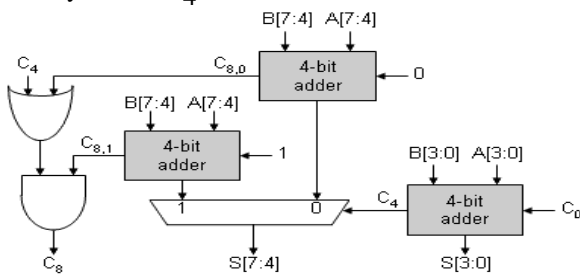 4
B[7:4] A[7:4]
C4
C8,0
4-bit
adder
0
B[7:4] A[7:4]
C8,1
4-bit
adder
1
B[3:0] A[3:0]
1 0
C4
4-bit
adder
C0
C8
S[7:4]
S[3:0]